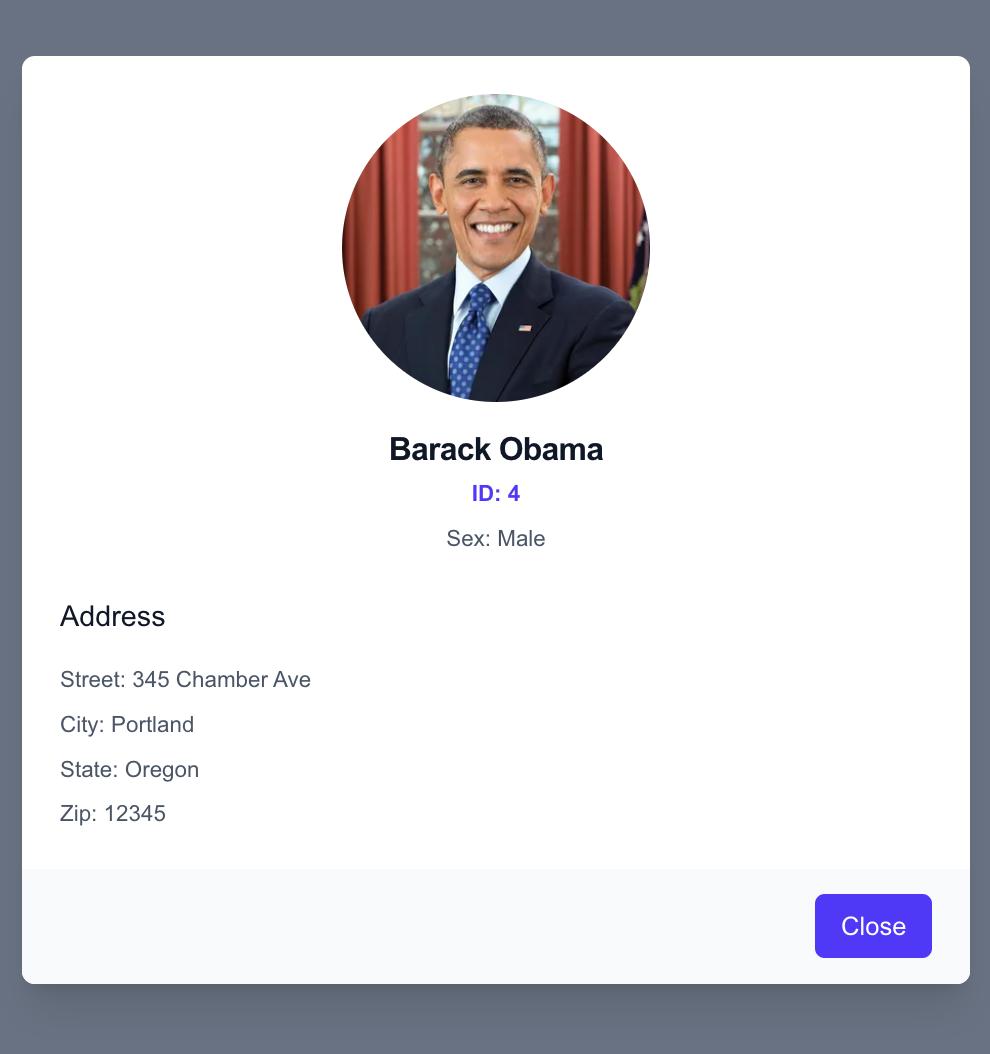 Barack Obama
ID: 4
Sex: Male
Address
Street: 345 Chamber Ave
City: Portland
State: Oregon
Zip: 12345
Close